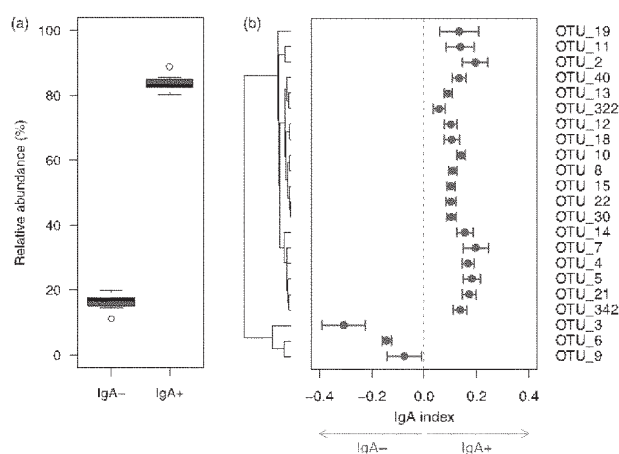 (a)
100
80
60
40
20
0
Relative abundance (%)
IgA−
IgA+
(b)
OTU_19
OTU_11
OTU_2
OTU_40
OTU_13
OTU_322
OTU_12
OTU_18
OTU_10
OTU_8
OTU_15
OTU_22
OTU_30
OTU_14
OTU_7
OTU_4
OTU_5
OTU_21
OTU_342
OTU_3
OTU_6
OTU_9
−0.4 −0.2 0.0 0.2 0.4
IgA index
IgA− IgA+